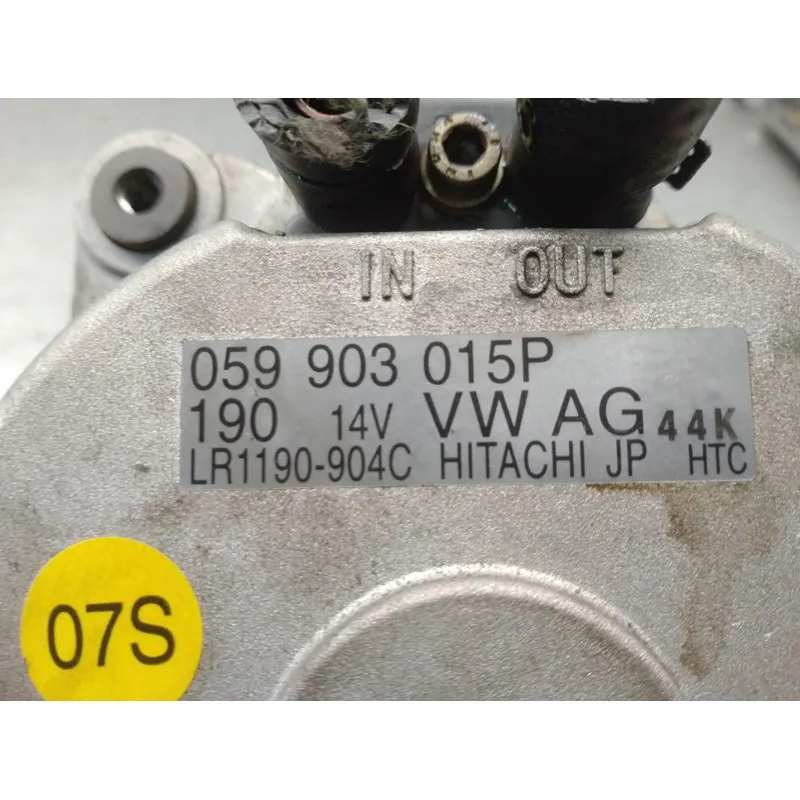 IN OUT
059 903 015P
190 14V VW AG 44K
LR1190-904C HITACHI JP HTC
07S